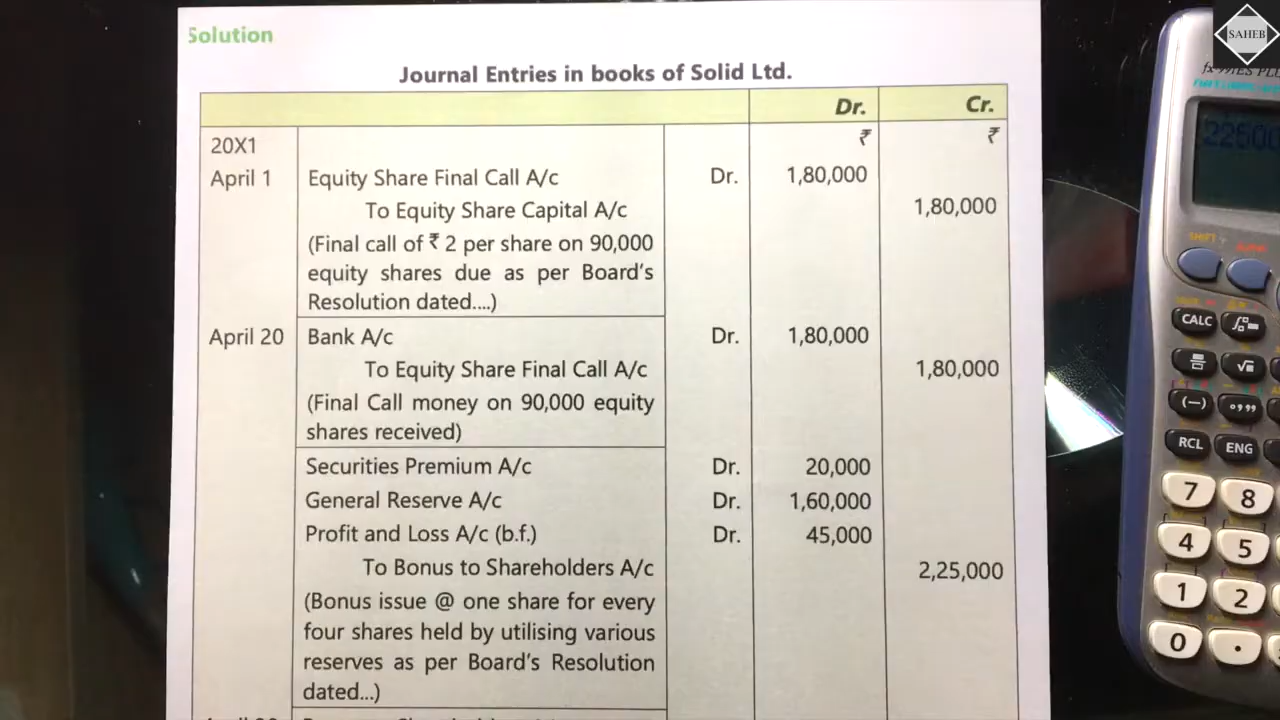 Solution
Journal Entries in books of Solid Ltd.
Dr. Cr.
20X1 ₹ ₹
April 1 Equity Share Final Call A/c Dr. 1,80,000
To Equity Share Capital A/c 1,80,000
(Final call of ₹ 2 per share on 90,000
equity shares due as per Board's
Resolution dated....)
April 20 Bank A/c Dr. 1,80,000
To Equity Share Final Call A/c 1,80,000
(Final Call money on 90,000 equity
shares received)
Securities Premium A/c Dr. 20,000
General Reserve A/c Dr. 1,60,000
Profit and Loss A/c (b.f.) Dr. 45,000
To Bonus to Shareholders A/c 2,25,000
(Bonus issue @ one share for every
four shares held by utilising various
reserves as per Board's Resolution
dated...)
SAHEB
SHIFT
CALC
RCL ENG
7 8
4 5
1 2
0 •